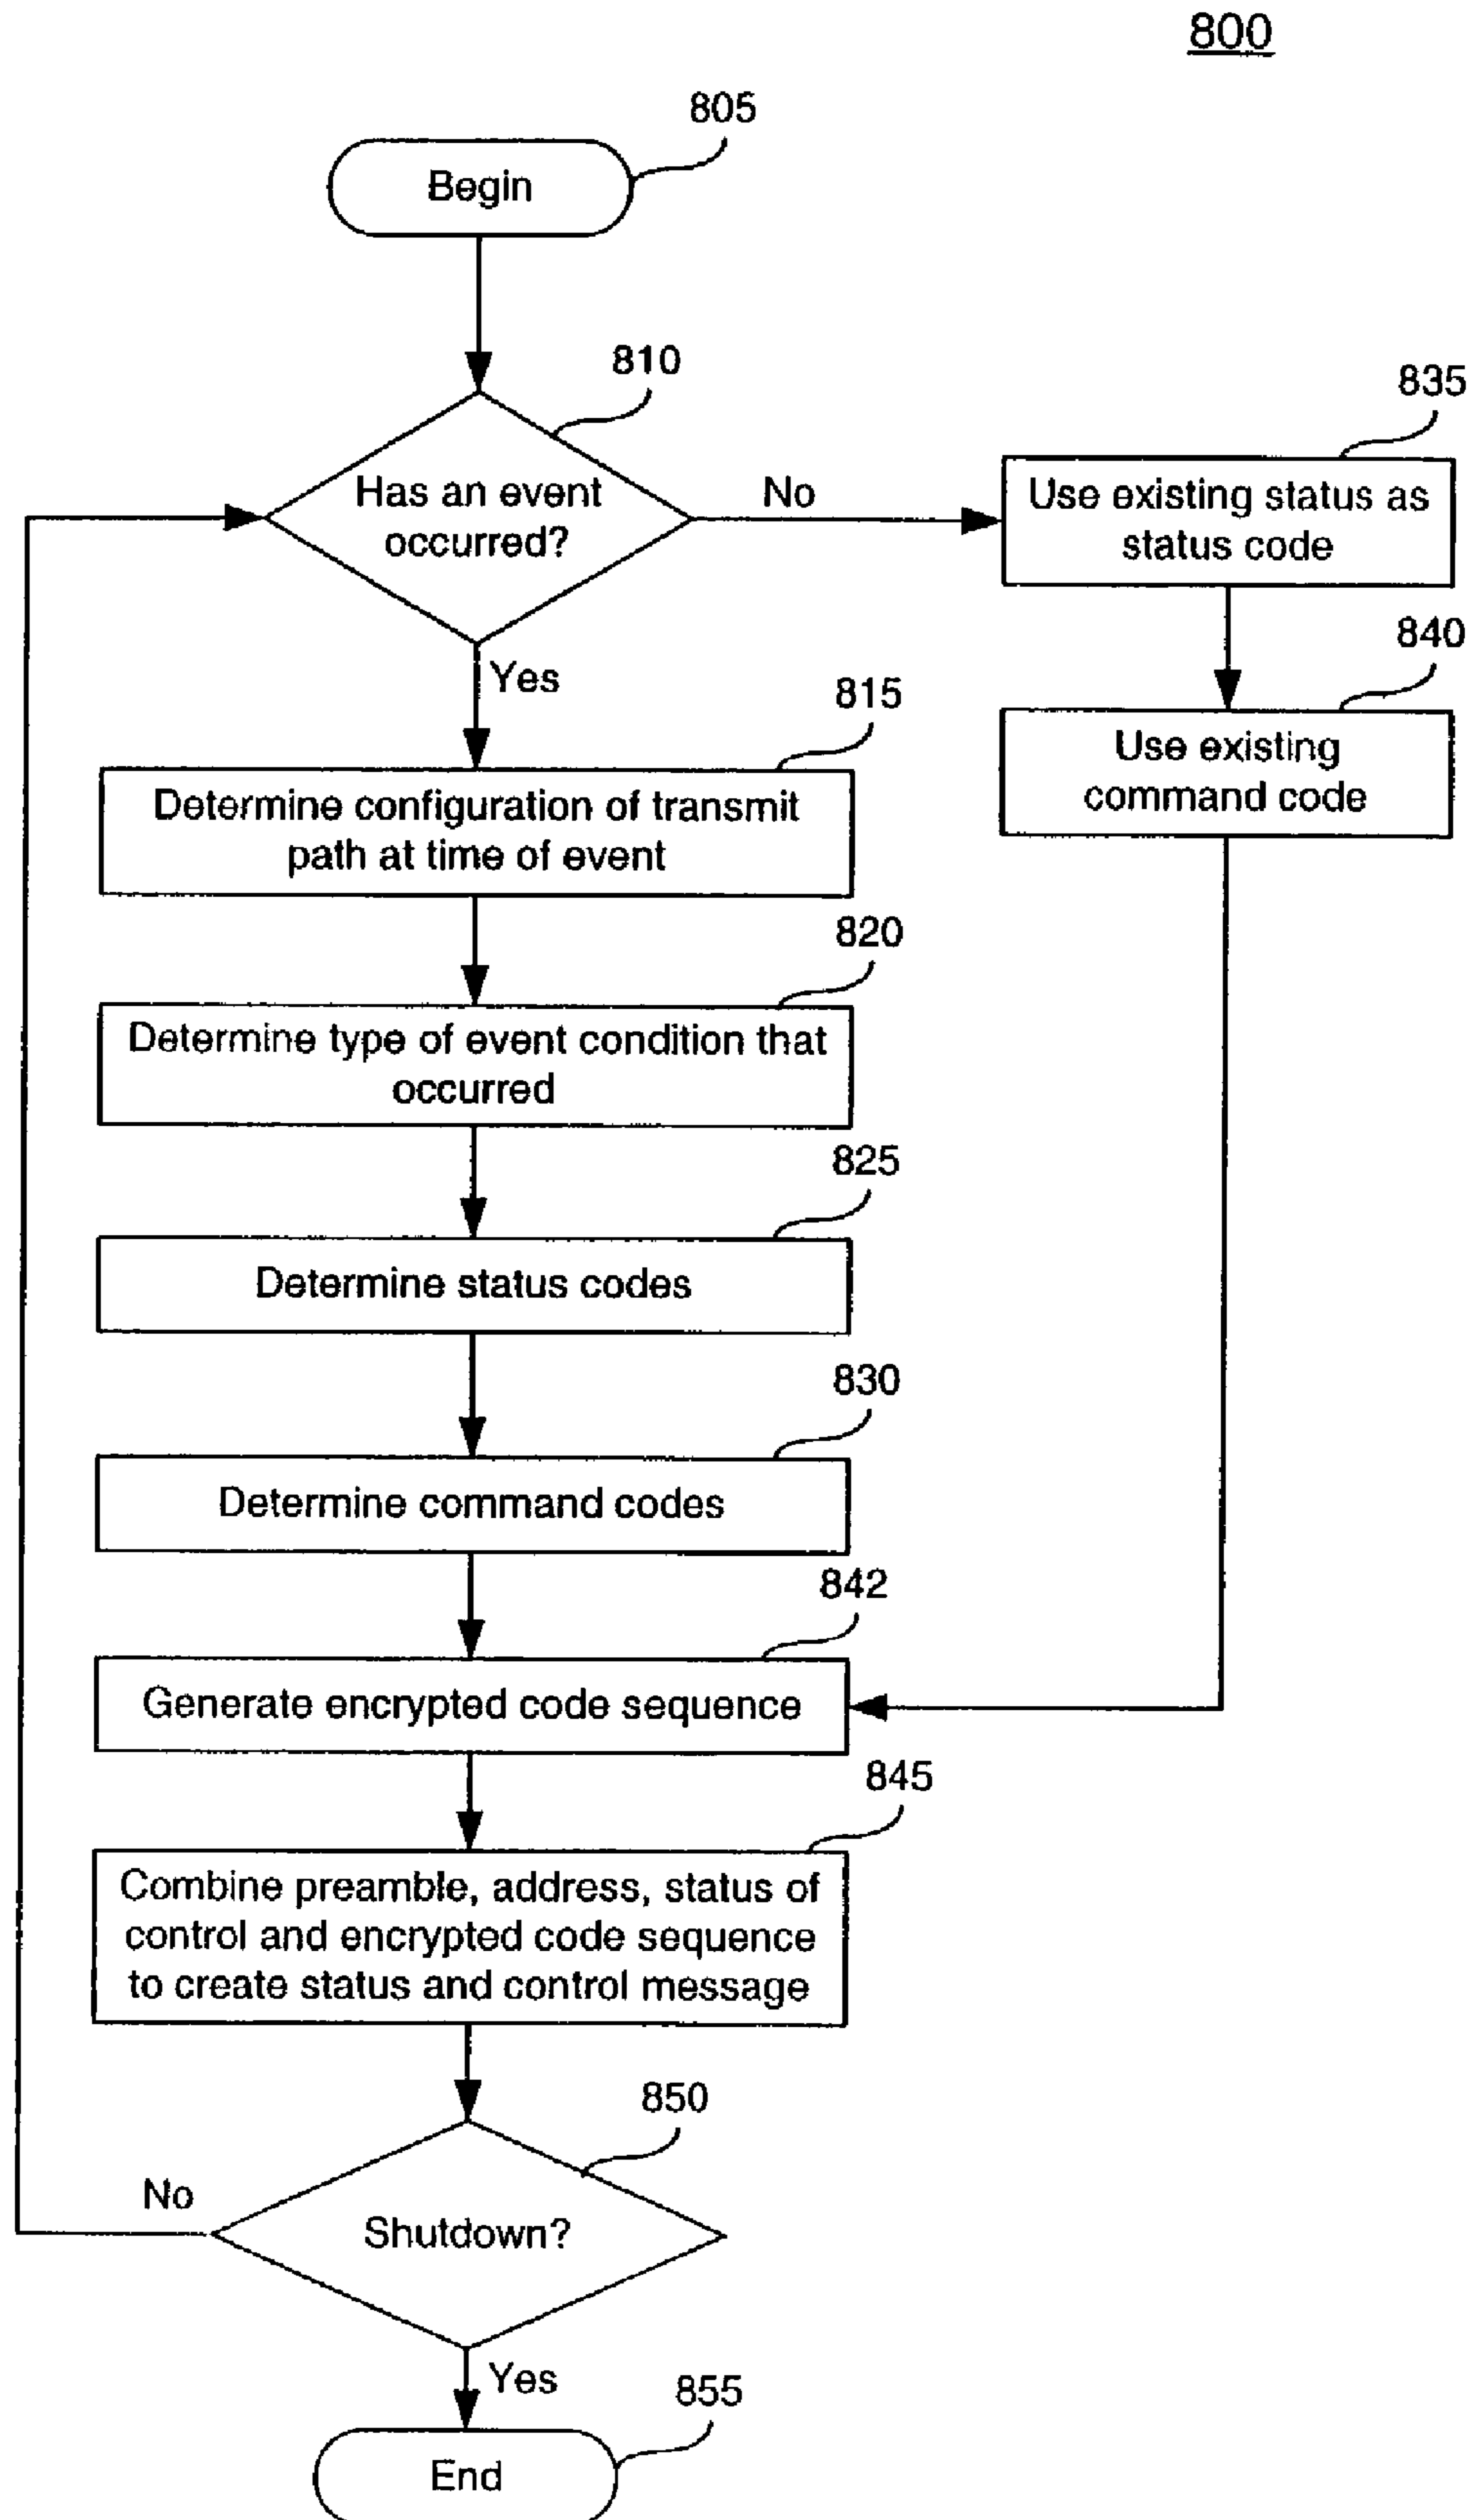 800
805
Begin
810
835
Has an event
occurred?
No
Use existing status as
status code
840
Yes
815
Use existing
command code
Determine configuration of transmit
path at time of event
820
Determine type of event condition that
occurred
825
Determine status codes
830
Determine command codes
842
Generate encrypted code sequence
845
Combine preamble, address, status of
control and encrypted code sequence
to create status and control message
850
No
Shutdown?
Yes
855
End